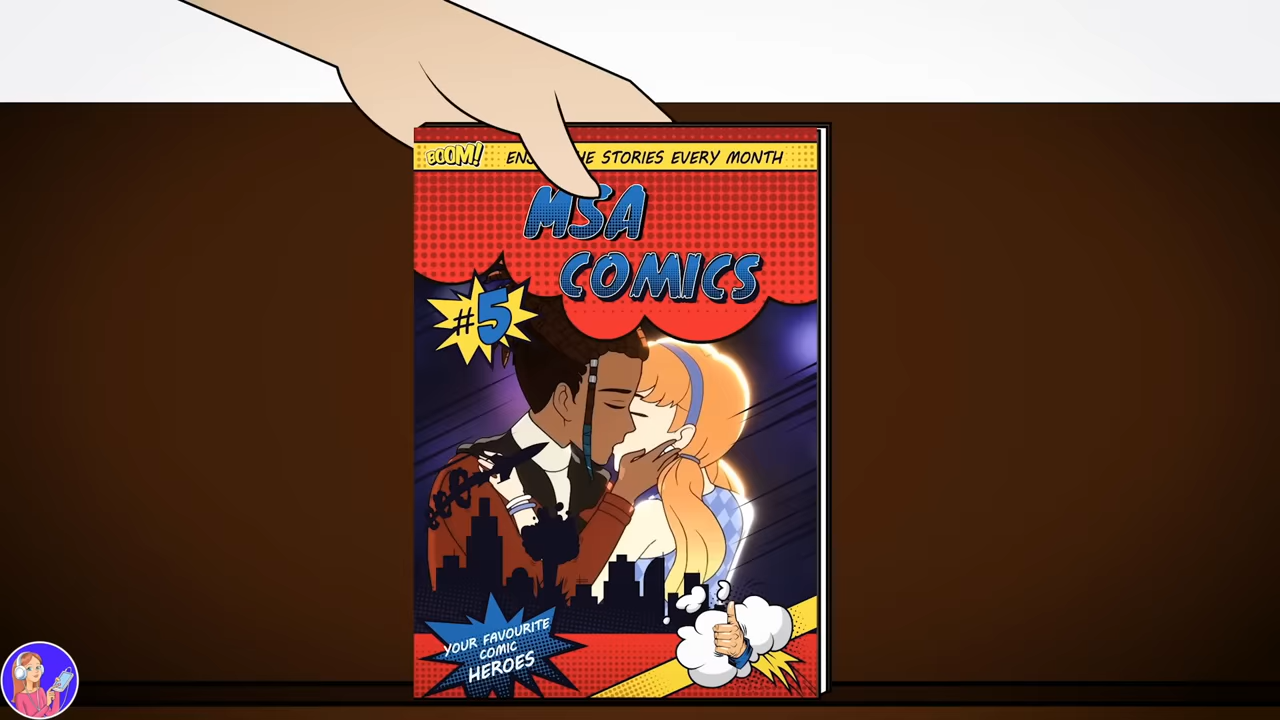 BOOM!
STORIES EVERY MONTH
MSA
COMICS
#5
YOUR FAVOURITE
COMIC
HEROES